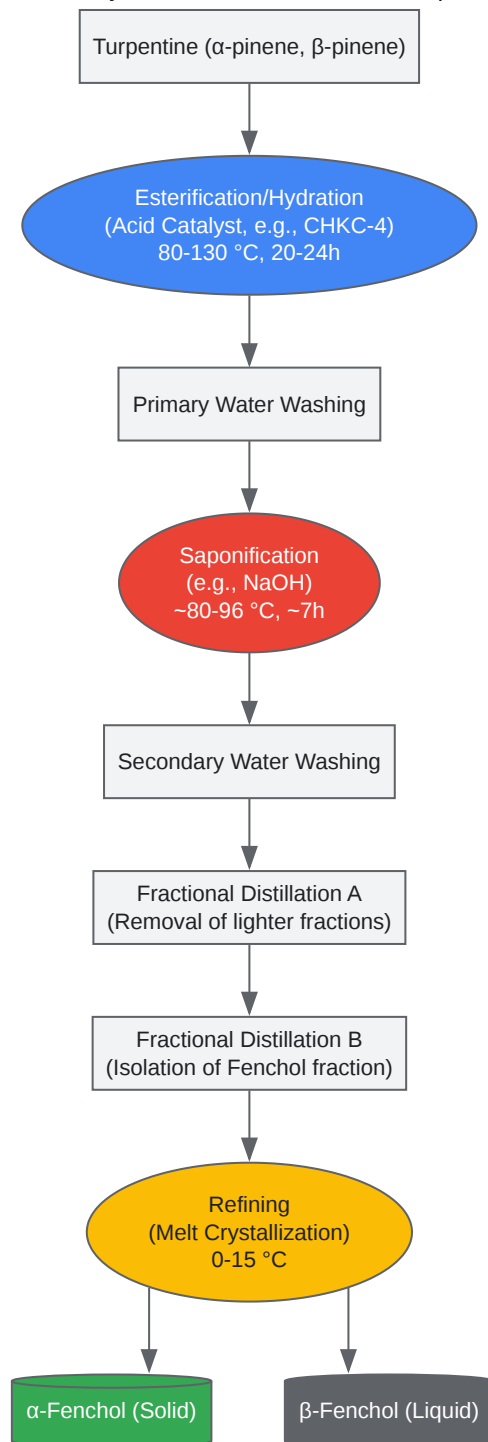 Turpentine (α-pinene, β-pinene)
Esterification/Hydration
(Acid Catalyst, e.g., CHKC-4)
80-130 °C, 20-24h
Primary Water Washing
Saponification
(e.g., NaOH)
~80-96 °C, ~7h
Secondary Water Washing
Fractional Distillation A
(Removal of lighter fractions)
Fractional Distillation B
(Isolation of Fenchol fraction)
Refining
(Melt Crystallization)
0-15 °C
α-Fenchol (Solid)
β-Fenchol (Liquid)